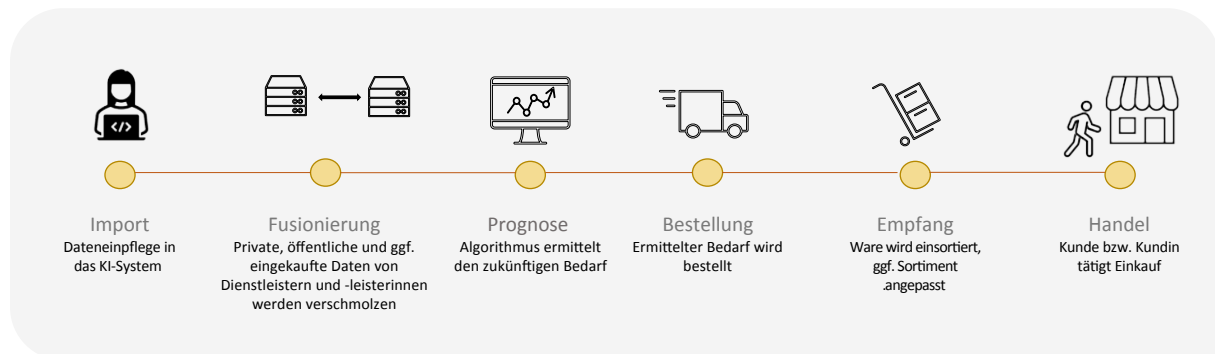 </>
Import
Dateneinpflege in
das KI-System
Fusionierung
Private, öffentliche und ggf.
eingekaufte Daten von
Dienstleistern und -leisterinnen
werden verschmolzen
Prognose
Algorithmus ermittelt
den zukünftigen Bedarf
Bestellung
Ermittelter Bedarf wird
bestellt
Empfang
Ware wird einsortiert,
ggf. Sortiment
.angepasst
Handel
Kunde bzw. Kundin
tätigt Einkauf